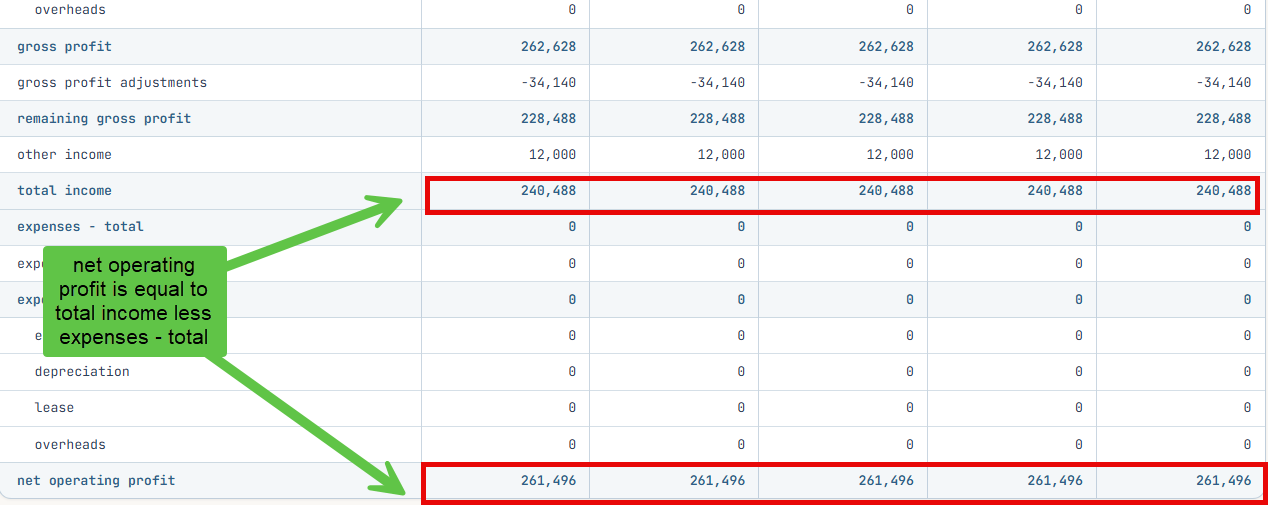 overheads 0 0 0 0 0
gross profit 262,628 262,628 262,628 262,628 262,628
gross profit adjustments -34,140 -34,140 -34,140 -34,140 -34,140
remaining gross profit 228,488 228,488 228,488 228,488 228,488
other income 12,000 12,000 12,000 12,000 12,000
total income 240,488 240,488 240,488 240,488 240,488
expenses - total 0 0 0 0 0
0 0 0 0 0
0 0 0 0 0
0 0 0 0 0
net operating
profit is equal to
total income less
expenses - total
depreciation 0 0 0 0 0
lease 0 0 0 0 0
overheads 0 0 0 0 0
net operating profit 261,496 261,496 261,496 261,496 261,496